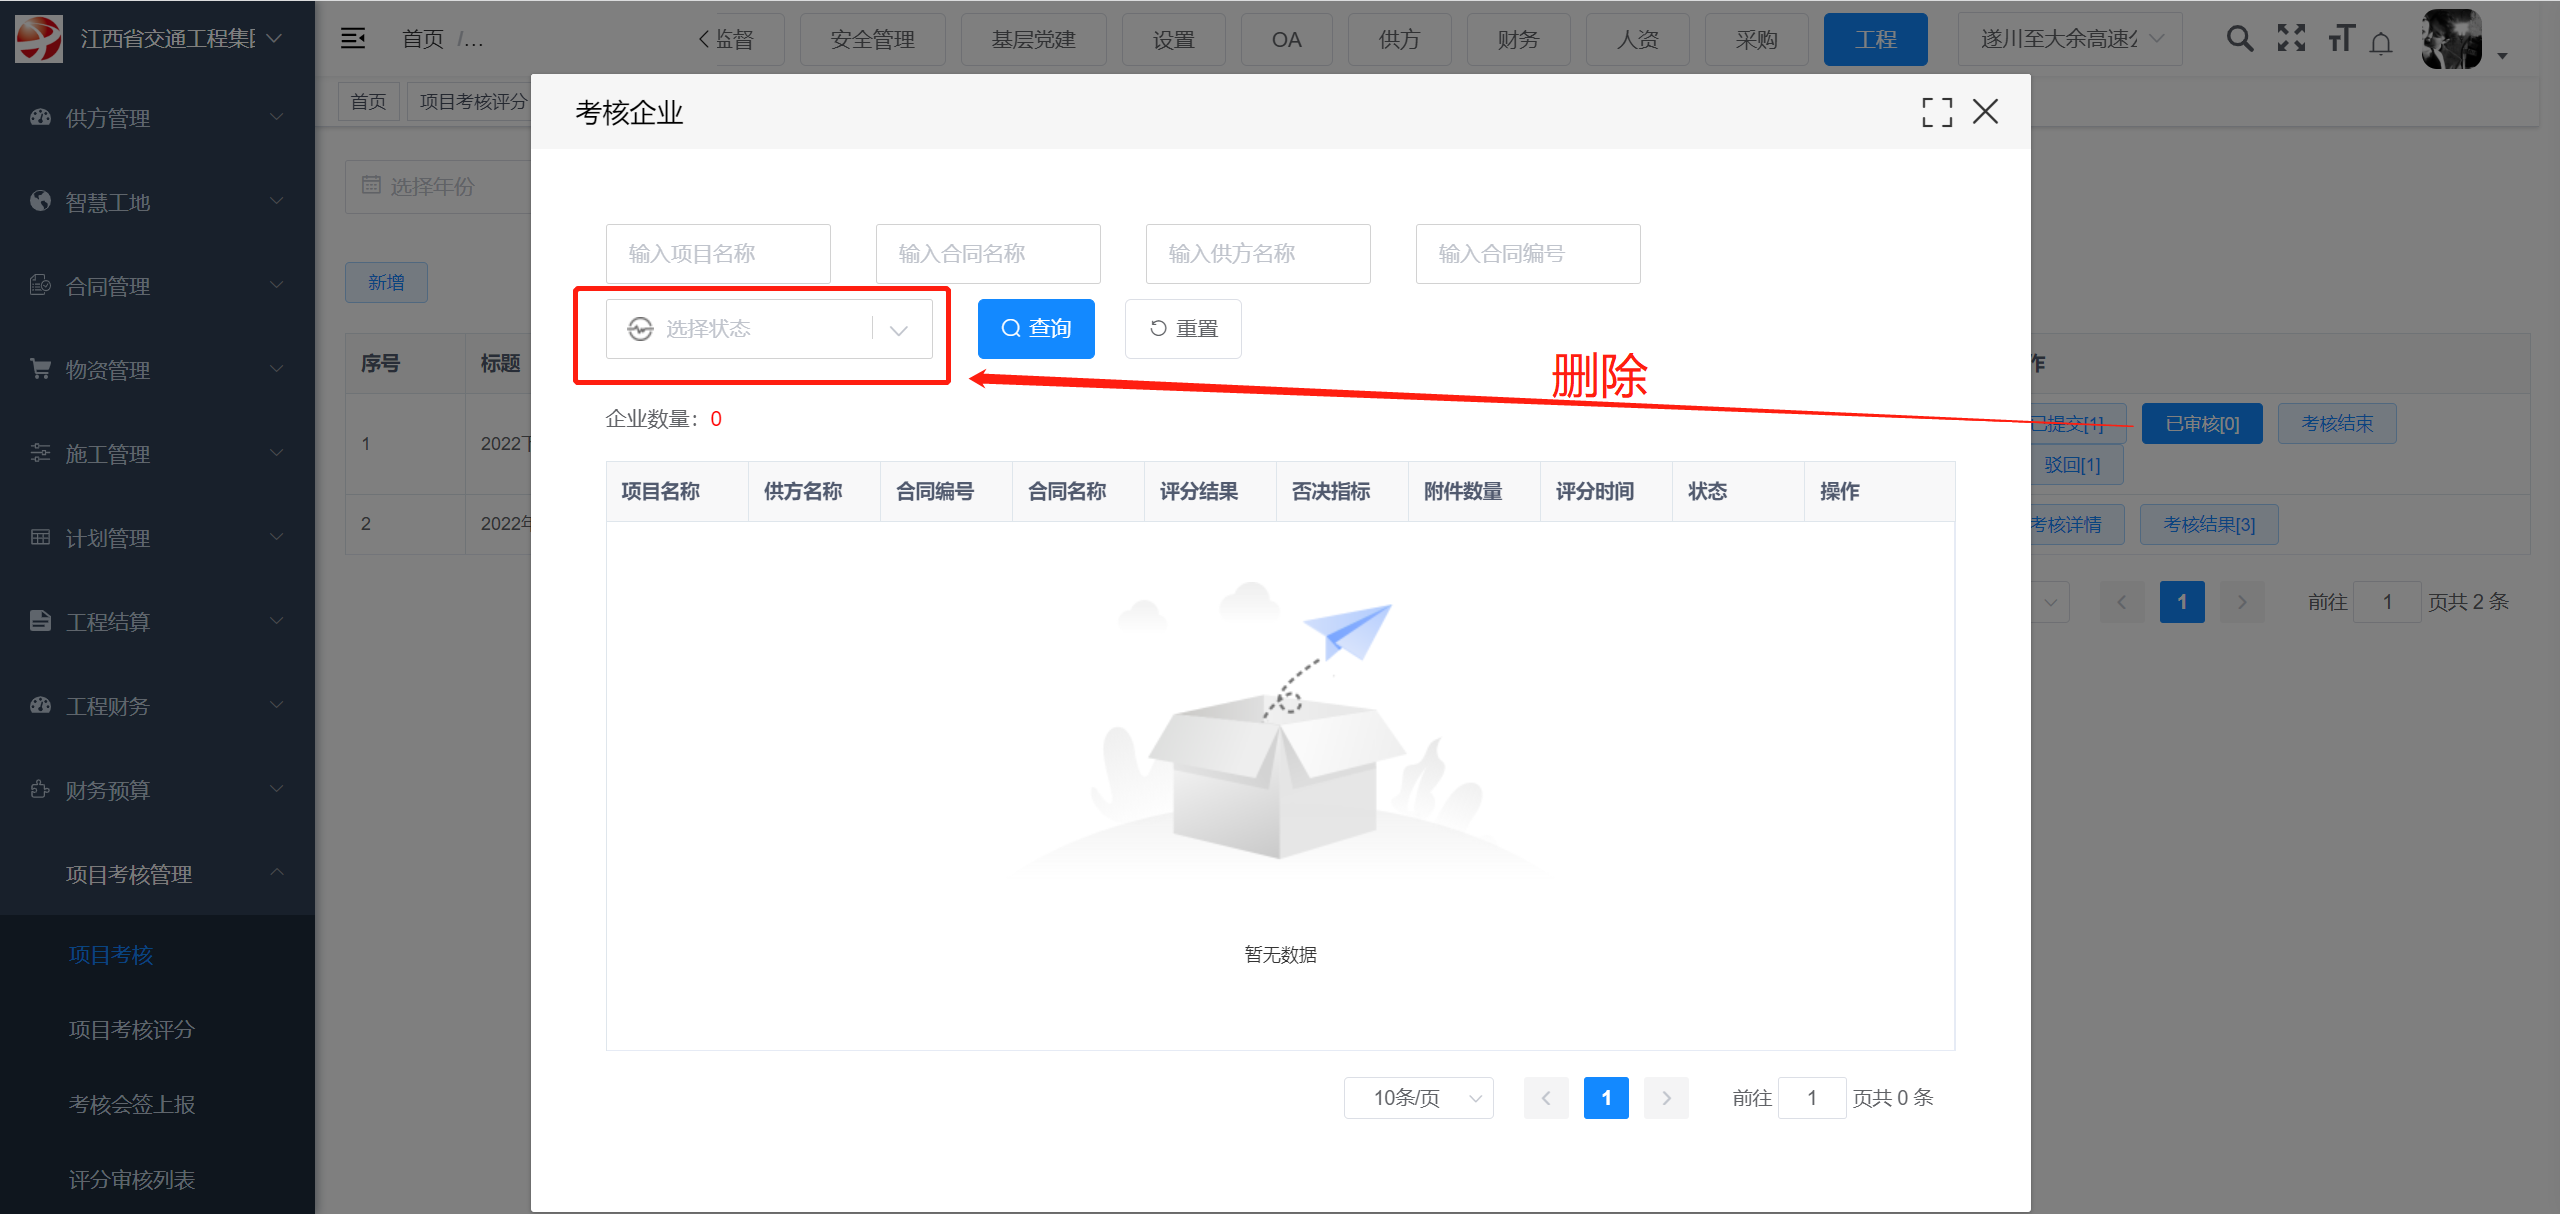 江西省交通工程集
首页 /...
监督
安全管理
基层党建
设置
OA
供方
财务
人资
采购
工程
遂川至大余高速公
首页
项目考核评分
供方管理
智慧工地
合同管理
物资管理
施工管理
计划管理
工程结算
工程财务
财务预算
项目考核管理
项目考核
项目考核评分
考核会签上报
评分审核列表
选择年份
新增
序号 标题
1 2022下
2 2022年
考核企业
输入项目名称
输入合同名称
输入供方名称
输入合同编号
选择状态
查询
重置
删除
企业数量：0
项目名称 供方名称 合同编号 合同名称 评分结果 否决指标 附件数量 评分时间 状态 操作
暂无数据
10条/页
1
前往 1 页共 0 条
作
已提交[1] 已审核[0] 考核结束
驳回[1]
考核详情 考核结果[3]
1
前往 1 页共 2 条